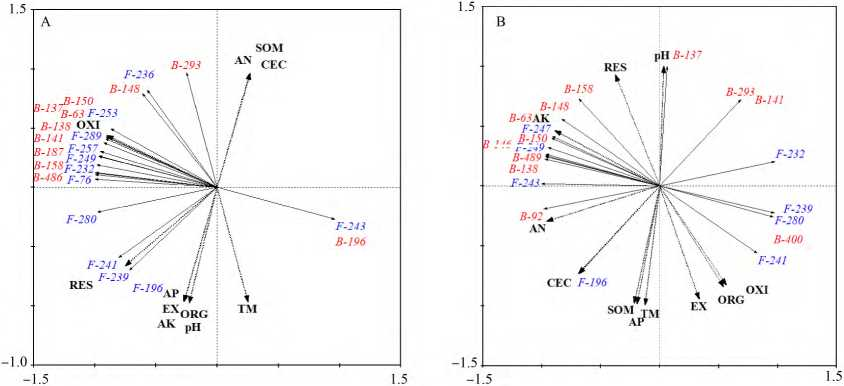 1.5
A
SOM
AN
CEC
B-293
F-236
B-148
B-150
B-137
B-63
F-253
OXI
B-138
F-289
B-141
F-257
B-187
F-249
B-158
F-232
B-486
F-76
F-280
F-243
B-196
F-241
F-239
RES
F-196
AP
EX
ORG
TM
AK
pH
-1.0
-1.5
1.5
1.5
B
pH
B-137
RES
B-158
B-293
B-141
B-148
B-63
AK
F-247
B-150
B-489
B-138
F-232
F-243
B-92
AN
F-239
F-280
B-400
F-241
CEC
F-196
OXI
SOM
TM
EX
ORG
AP
-1.5
-1.5
1.5